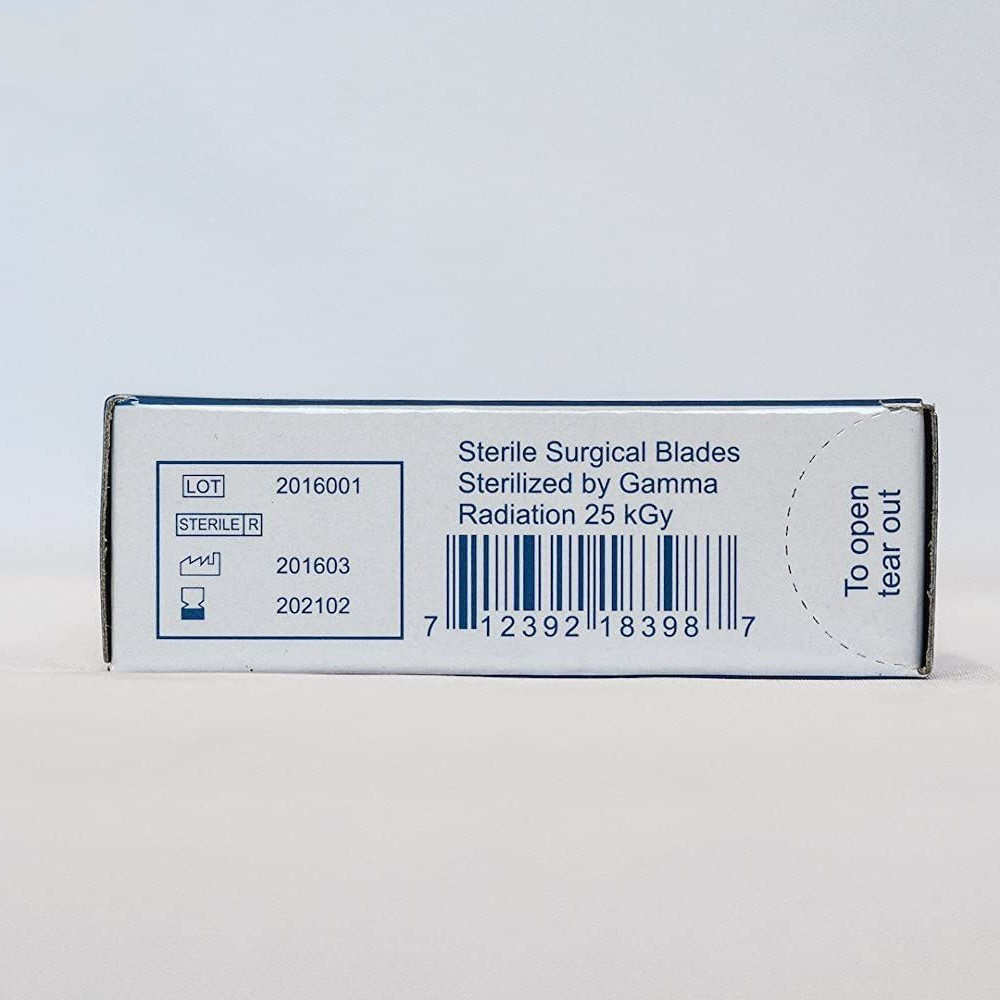 LOT 2016001
STERILE R
201603
202102
Sterile Surgical Blades
Sterilized by Gamma
Radiation 25 kGy
7 12392 18398 7
To open
tear out